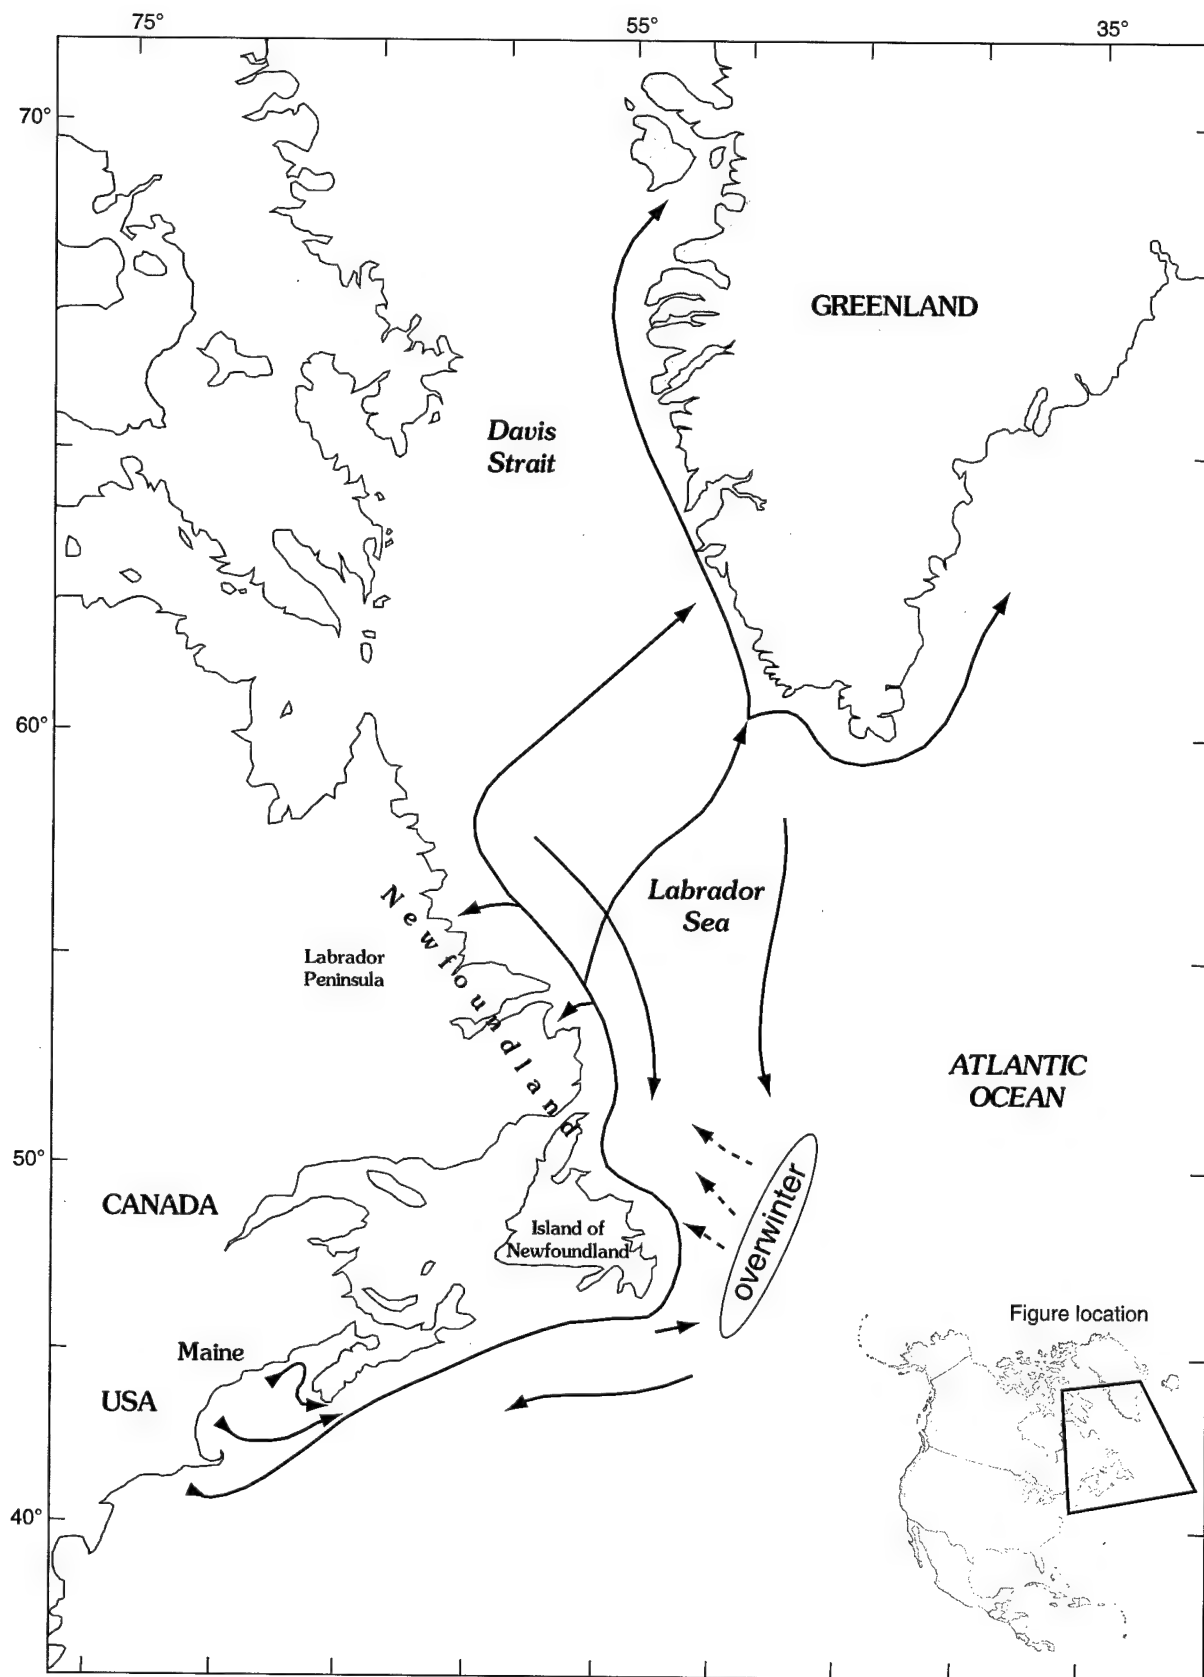 75°
55°
35°
70°
GREENLAND
Davis
Strait
60°
Labrador
Sea
Newfoundland
Labrador
Peninsula
ATLANTIC
OCEAN
50°
CANADA
overwinter
Island of
Newfoundland
Figure location
Maine
USA
40°